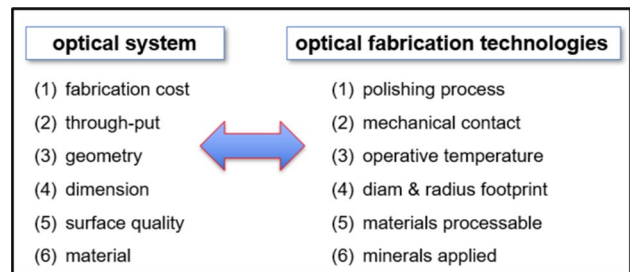 optical system
(1) fabrication cost
(2) through-put
(3) geometry
(4) dimension
(5) surface quality
(6) material
optical fabrication technologies
(1) polishing process
(2) mechanical contact
(3) operative temperature
(4) diam & radius footprint
(5) materials processable
(6) minerals applied